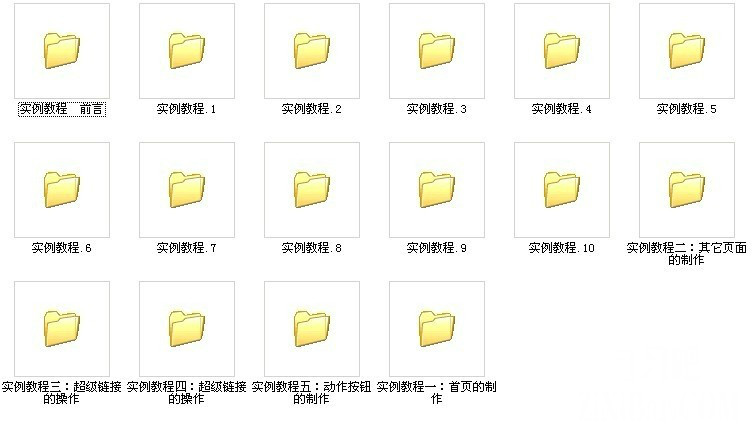 实例教程 前言
实例教程.1
实例教程.2
实例教程.3
实例教程.4
实例教程.5
实例教程.6
实例教程.7
实例教程.8
实例教程.9
实例教程.10
实例教程二：其它页面
的制作
实例教程三：超级链接
的操作
实例教程四：超级链接
的操作
实例教程五：动作按钮
的制作
实例教程一：首页的制
作